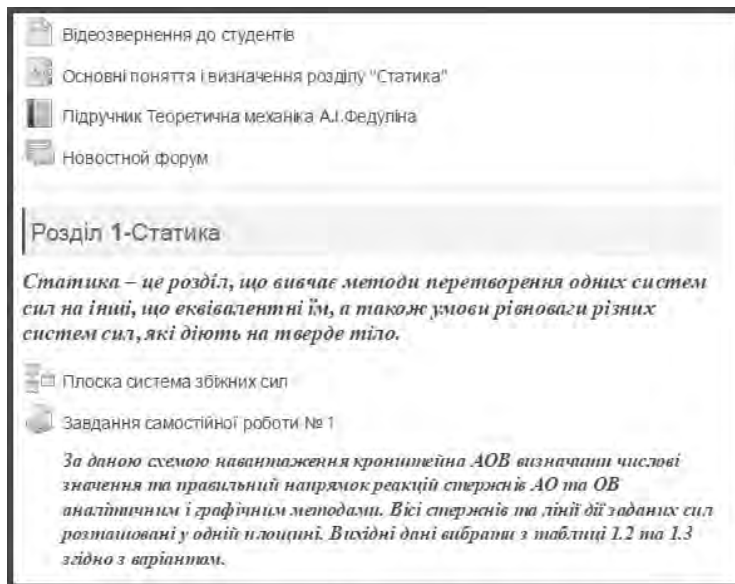 Відеозвернення до студентів
Основні поняття і визначення розділу "Статика"
Підручник Теоретична механіка А.І.Федуліна
Новостной форум
Розділ 1-Статика
Статика – це розділ, що вивчає методи перетворення одних систем
сил на інші, що еквівалентні їм, а також умови рівноваги різних
систем сил, які діють на тверде тіло.
Плоска система збіжних сил
Завдання самостійної роботи № 1
За даною схемою навантаження кронштейна АОВ визначити числові
значення та правильний напрямок реакцій стержнів АО та ОВ
аналітичним і графічним методами. Вісі стержнів та лінії дії заданих сил
розташовані у одній площині. Вихідні дані вибрати з таблиці 1.2 та 1.3
згідно з варіантом.